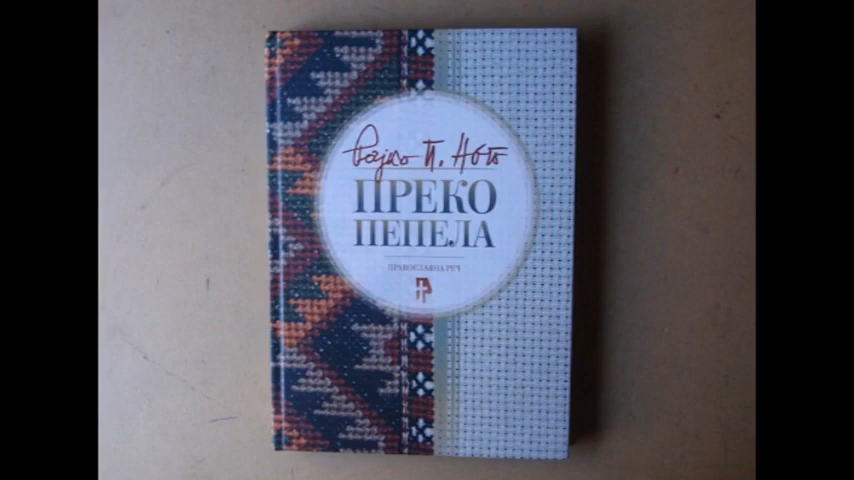 Рајко П. Ного
ПРЕКО
ПЕПЕЛА
ПРАВОСЛАВНА РЕЧ